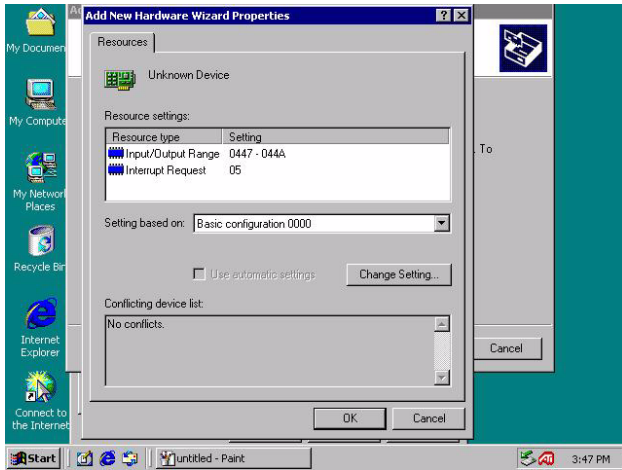 Add New Hardware Wizard Properties
Resources
Unknown Device
Resource settings:
Resource type Setting
Input/Output Range 0447 - 044A
Interrupt Request 05
Setting based on: Basic configuration 0000
Use automatic settings
Change Setting...
Conflicting device list:
No conflicts.
OK
Cancel
To
Cancel
My Documen
My Compute
My Networl
Places
Recycle Bin
Internet
Explorer
Connect to
the Internet
Start
untitled - Paint
ATI
3:47 PM